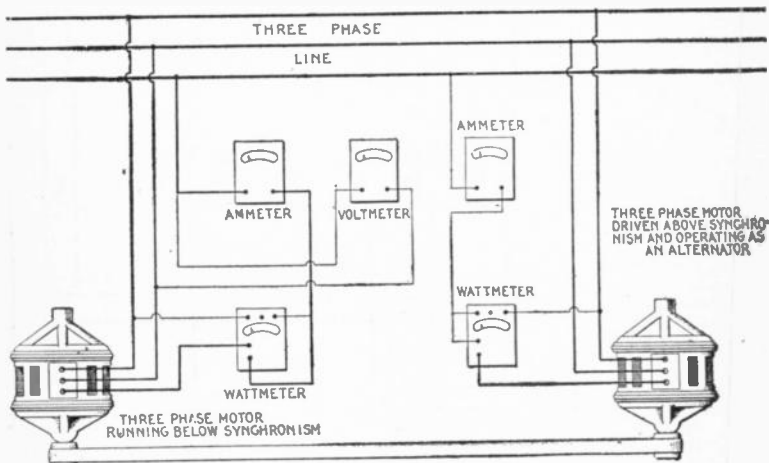 THREE PHASE
LINE
AMMETER
AMMETER
VOLTMETER
THREE PHASE MOTOR
DRIVEN ABOVE SYNCHRO-
NISM AND OPERATING AS
AN ALTERNATOR
WATTMETER
WATTMETER
THREE PHASE MOTOR
RUNNING BELOW SYNCHRONISM